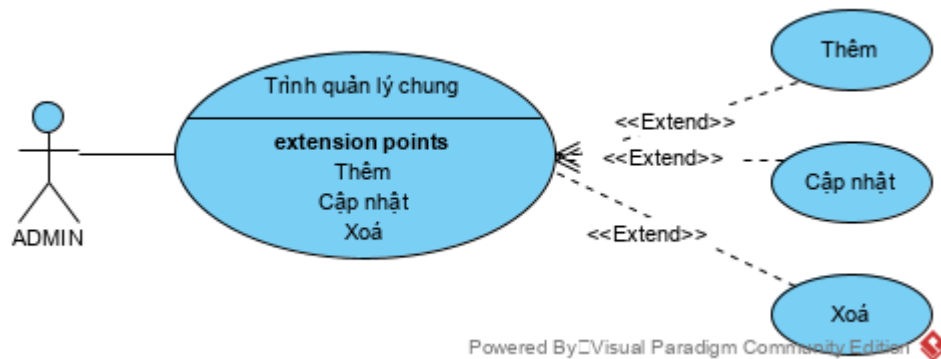 Thêm
Trình quản lý chung
<<Extend>>
extension points
Thêm
<<Extend>>
Cập nhật
Cập nhật
Xoá
<<Extend>>
ADMIN
Xoá
Powered By Visual Paradigm Community Edition